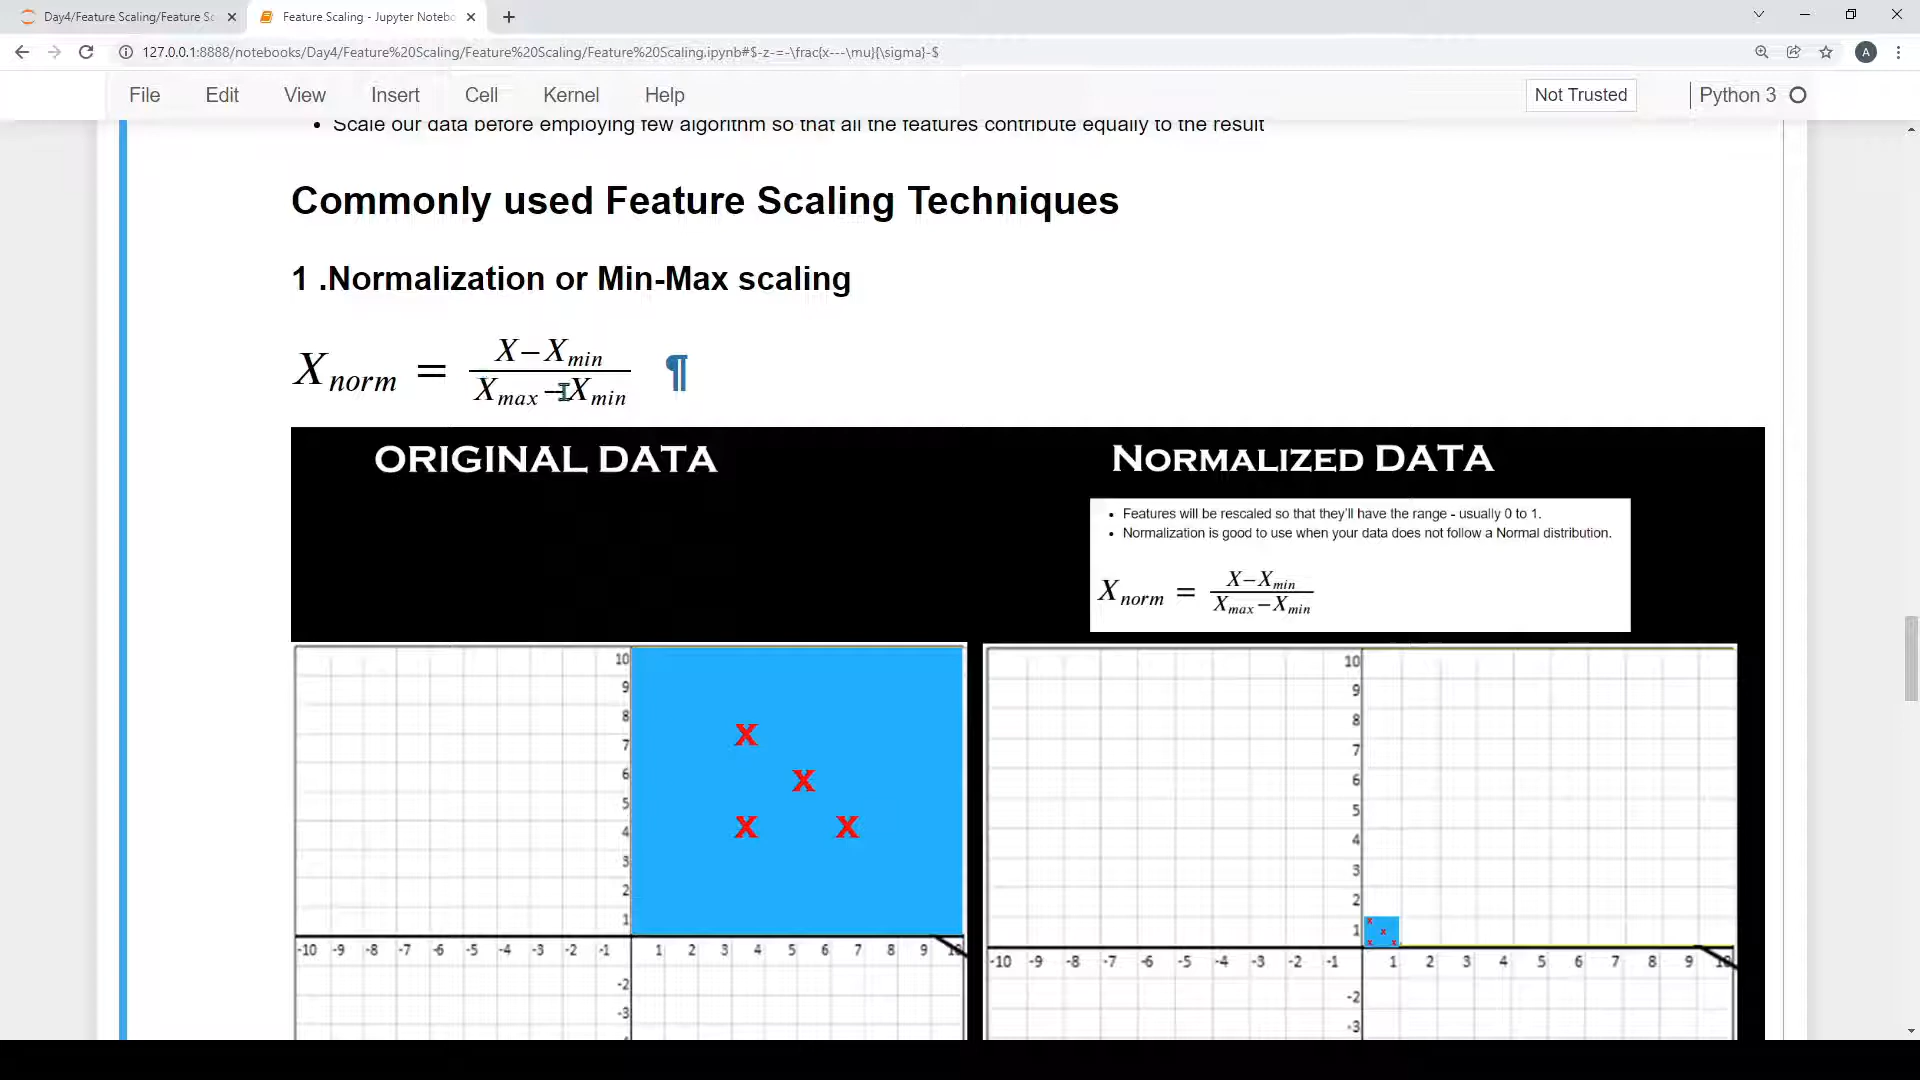 Day4/Feature Scaling/Feature Sc
Feature Scaling - Jupyter Notebo
127.0.0.1:8888/notebooks/Day4/Feature%20Scaling/Feature%20Scaling/Feature%20Scaling.ipynb#$-z-=-\frac{x---\mu}{\sigma}-$
A
File Edit View Insert Cell Kernel Help
Not Trusted
Python 3
• Scale our data before employing few algorithm so that all the features contribute equally to the result
Commonly used Feature Scaling Techniques
1 .Normalization or Min-Max scaling
X norm = X−X min / X max −X min ¶
ORIGINAL DATA
NORMALIZED DATA
• Features will be rescaled so that they'll have the range - usually 0 to 1.
• Normalization is good to use when your data does not follow a Normal distribution.
X norm = X−X min / X max −X min
10
9
8
7
6
5
4
3
2
1
x
x
x x
-10 -9 -8 -7 -6 -5 -4 -3 -2 -1 1 2 3 4 5 6 7 8 9 10
-2
-3
10
9
8
7
6
5
4
3
2
1
x
x
x x
-10 -9 -8 -7 -6 -5 -4 -3 -2 -1 1 2 3 4 5 6 7 8 9 10
-2
-3